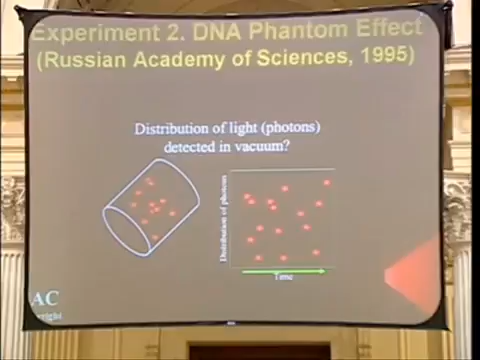 Experiment 2. DNA Phantom Effect
(Russian Academy of Sciences, 1995)
Distribution of light (photons)
detected in vacuum?
Distribution of photons
Time
AC